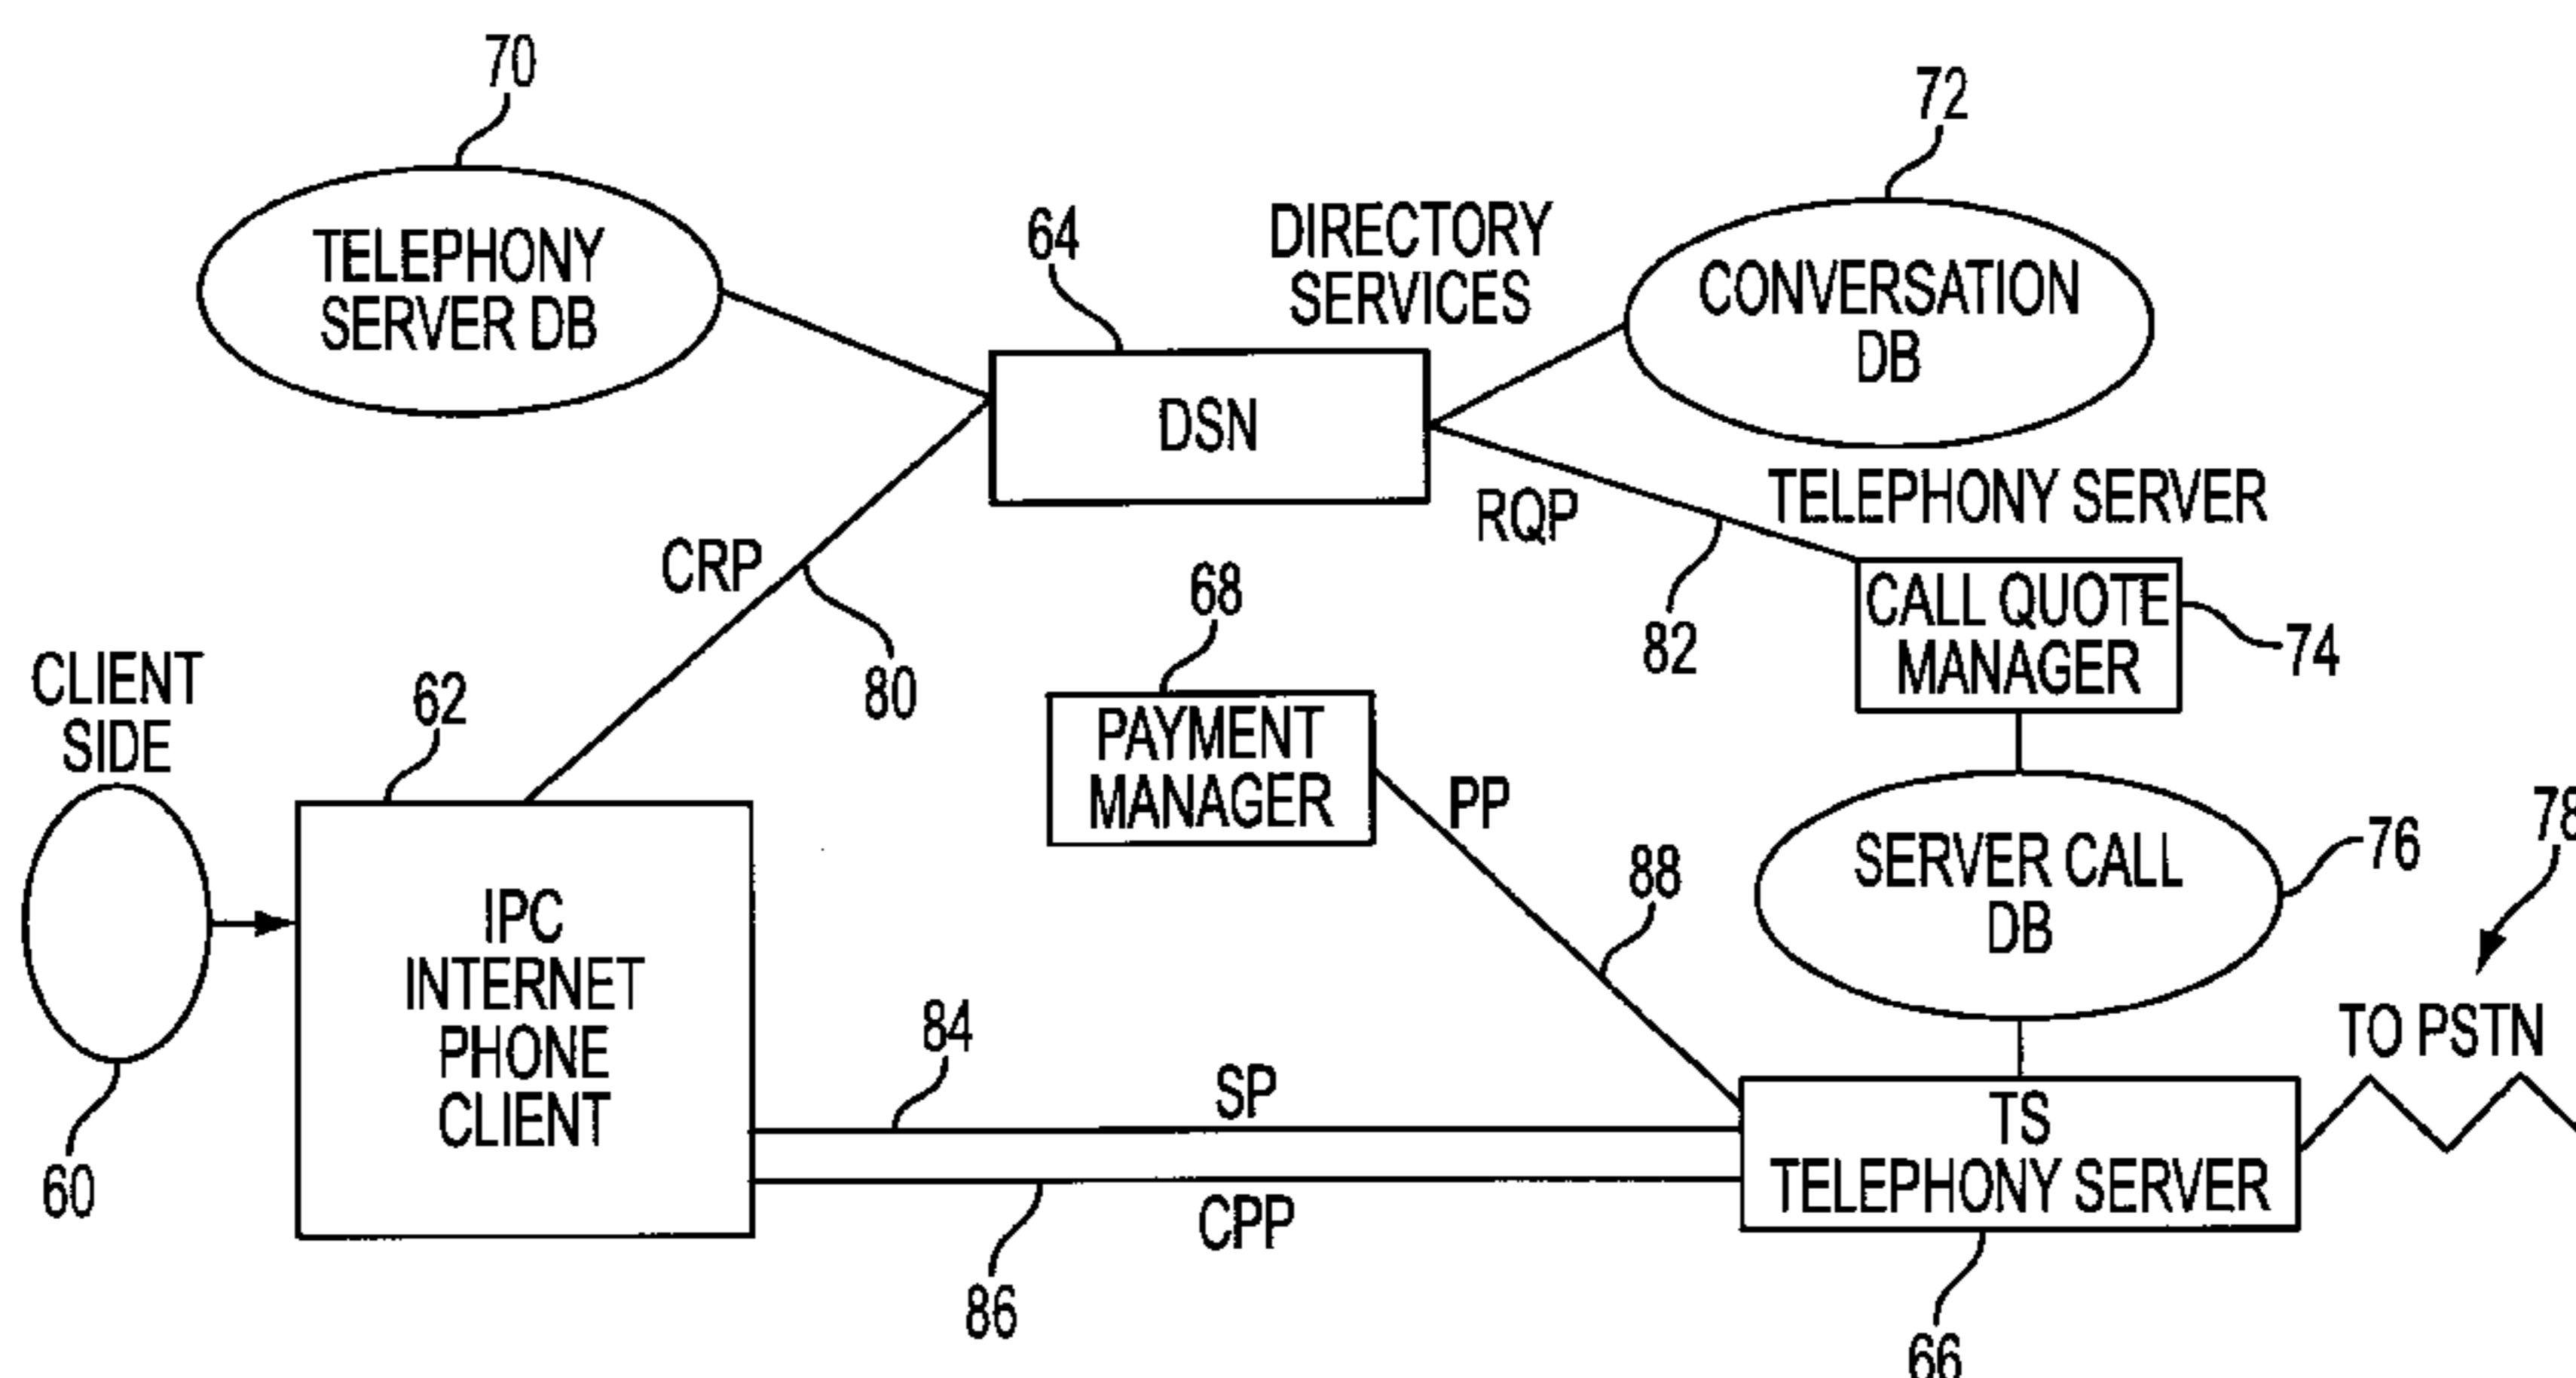 70
72
TELEPHONY
SERVER DB
64
DIRECTORY
SERVICES
CONVERSATION
DB
DSN
CRP
80
RQP
82
TELEPHONY SERVER
CALL QUOTE
MANAGER
74
68
PAYMENT
MANAGER
PP
88
CLIENT
SIDE
60
62
IPC
INTERNET
PHONE
CLIENT
SERVER CALL
DB
76
78
TO PSTN
84
SP
CPP
86
TS
TELEPHONY SERVER
66